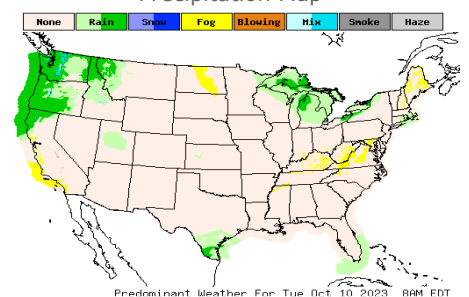 Precipitation Map
None Rain Snow Fog Blowing Mix Smoke Haze
Predominant Weather For Tue Oct 10 2023 8AM EDT